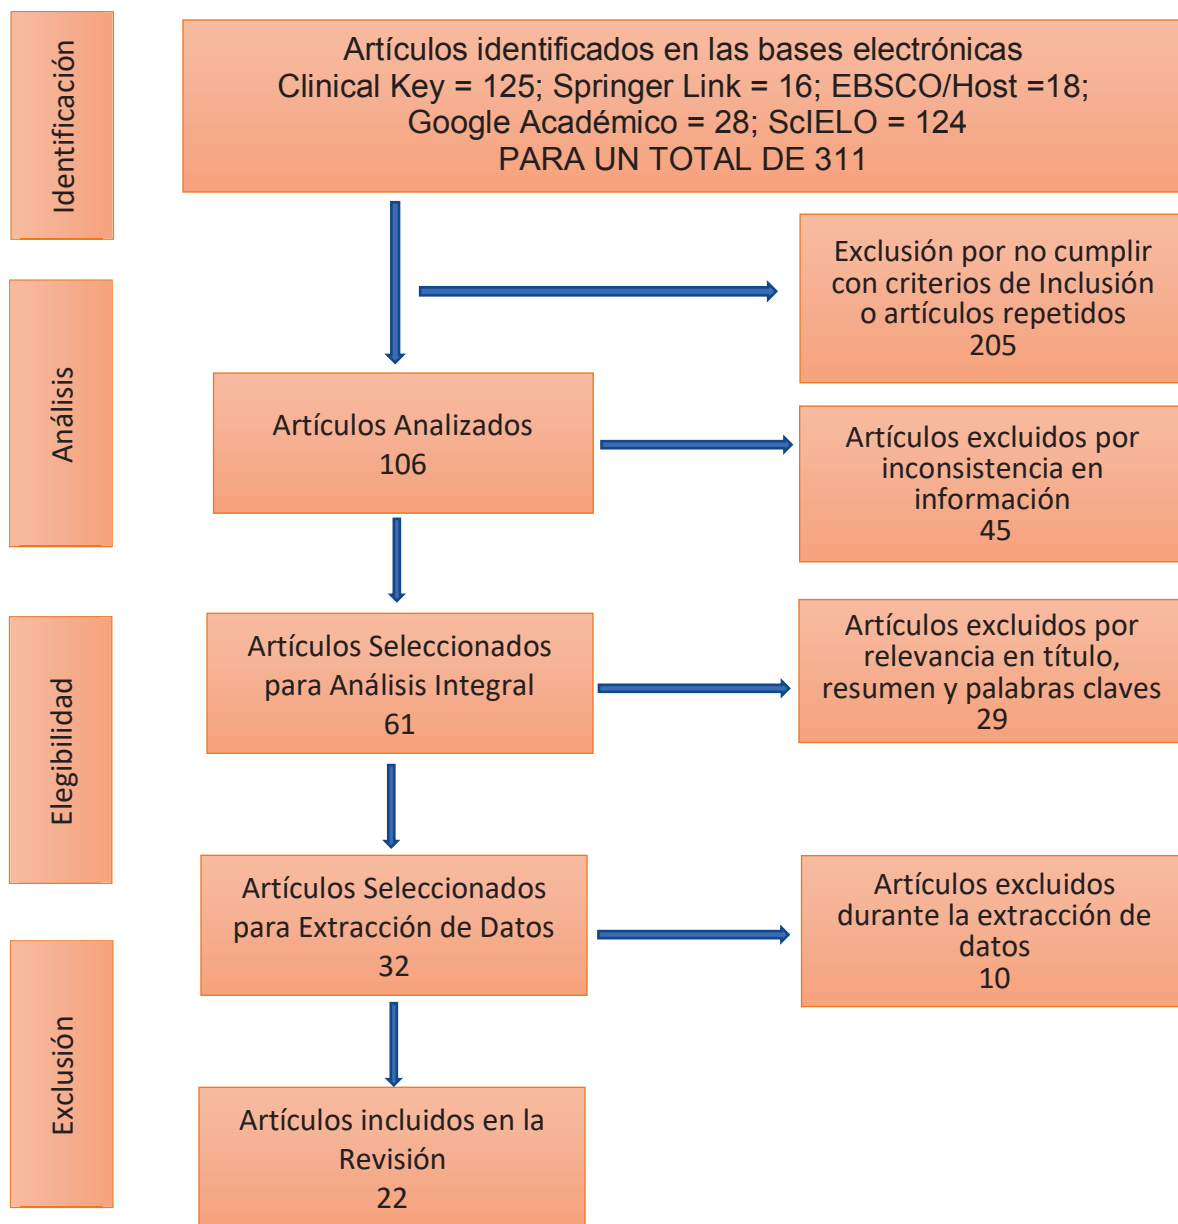 Identificación
Artículos identificados en las bases electrónicas
Clinical Key = 125; Springer Link = 16; EBSCO/Host =18;
Google Académico = 28; ScIELO = 124
PARA UN TOTAL DE 311
Exclusión por no cumplir
con criterios de Inclusión
o artículos repetidos
205
Análisis
Artículos Analizados
106
Artículos excluidos por
inconsistencia en
información
45
Elegibilidad
Artículos Seleccionados
para Análisis Integral
61
Artículos excluidos por
relevancia en título,
resumen y palabras claves
29
Artículos Seleccionados
para Extracción de Datos
32
Artículos excluidos
durante la extracción de
datos
10
Exclusión
Artículos incluidos en la
Revisión
22